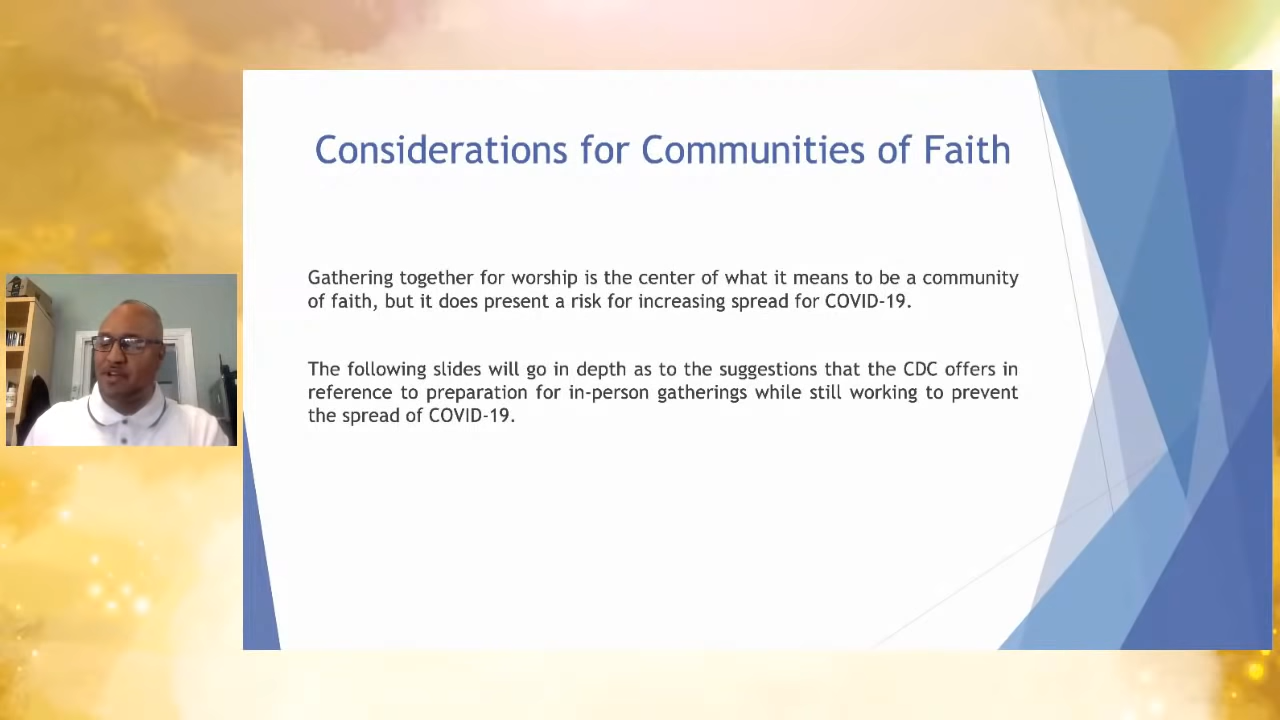 Considerations for Communities of Faith
Gathering together for worship is the center of what it means to be a community
of faith, but it does present a risk for increasing spread for COVID-19.
The following slides will go in depth as to the suggestions that the CDC offers in
reference to preparation for in-person gatherings while still working to prevent
the spread of COVID-19.